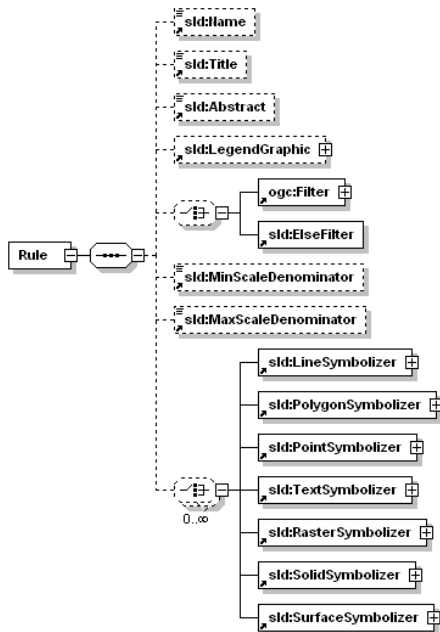 sld:Name
sld:Title
sld:Abstract
sld:LegendGraphic
ogc:Filter
sld:ElseFilter
Rule
sld:MinScaleDenominator
sld:MaxScaleDenominator
sld:LineSymbolizer
sld:PolygonSymbolizer
sld:PointSymbolizer
sld:TextSymbolizer
0..∞
sld:RasterSymbolizer
sld:SolidSymbolizer
sld:SurfaceSymbolizer